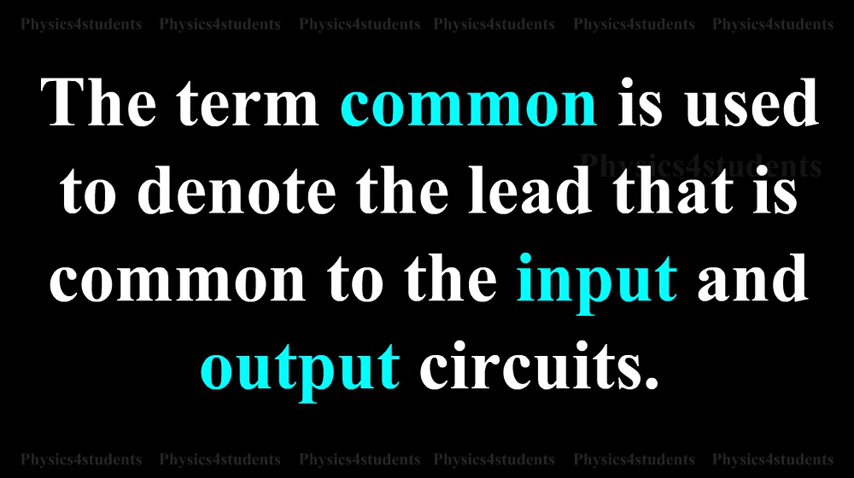 Physics4students Physics4students Physics4students Physics4students Physics4students Physics4students
The term common is used
Physics4students
to denote the lead that is
common to the input and
output circuits.
Physics4students Physics4students Physics4students Physics4students Physics4students Physics4students